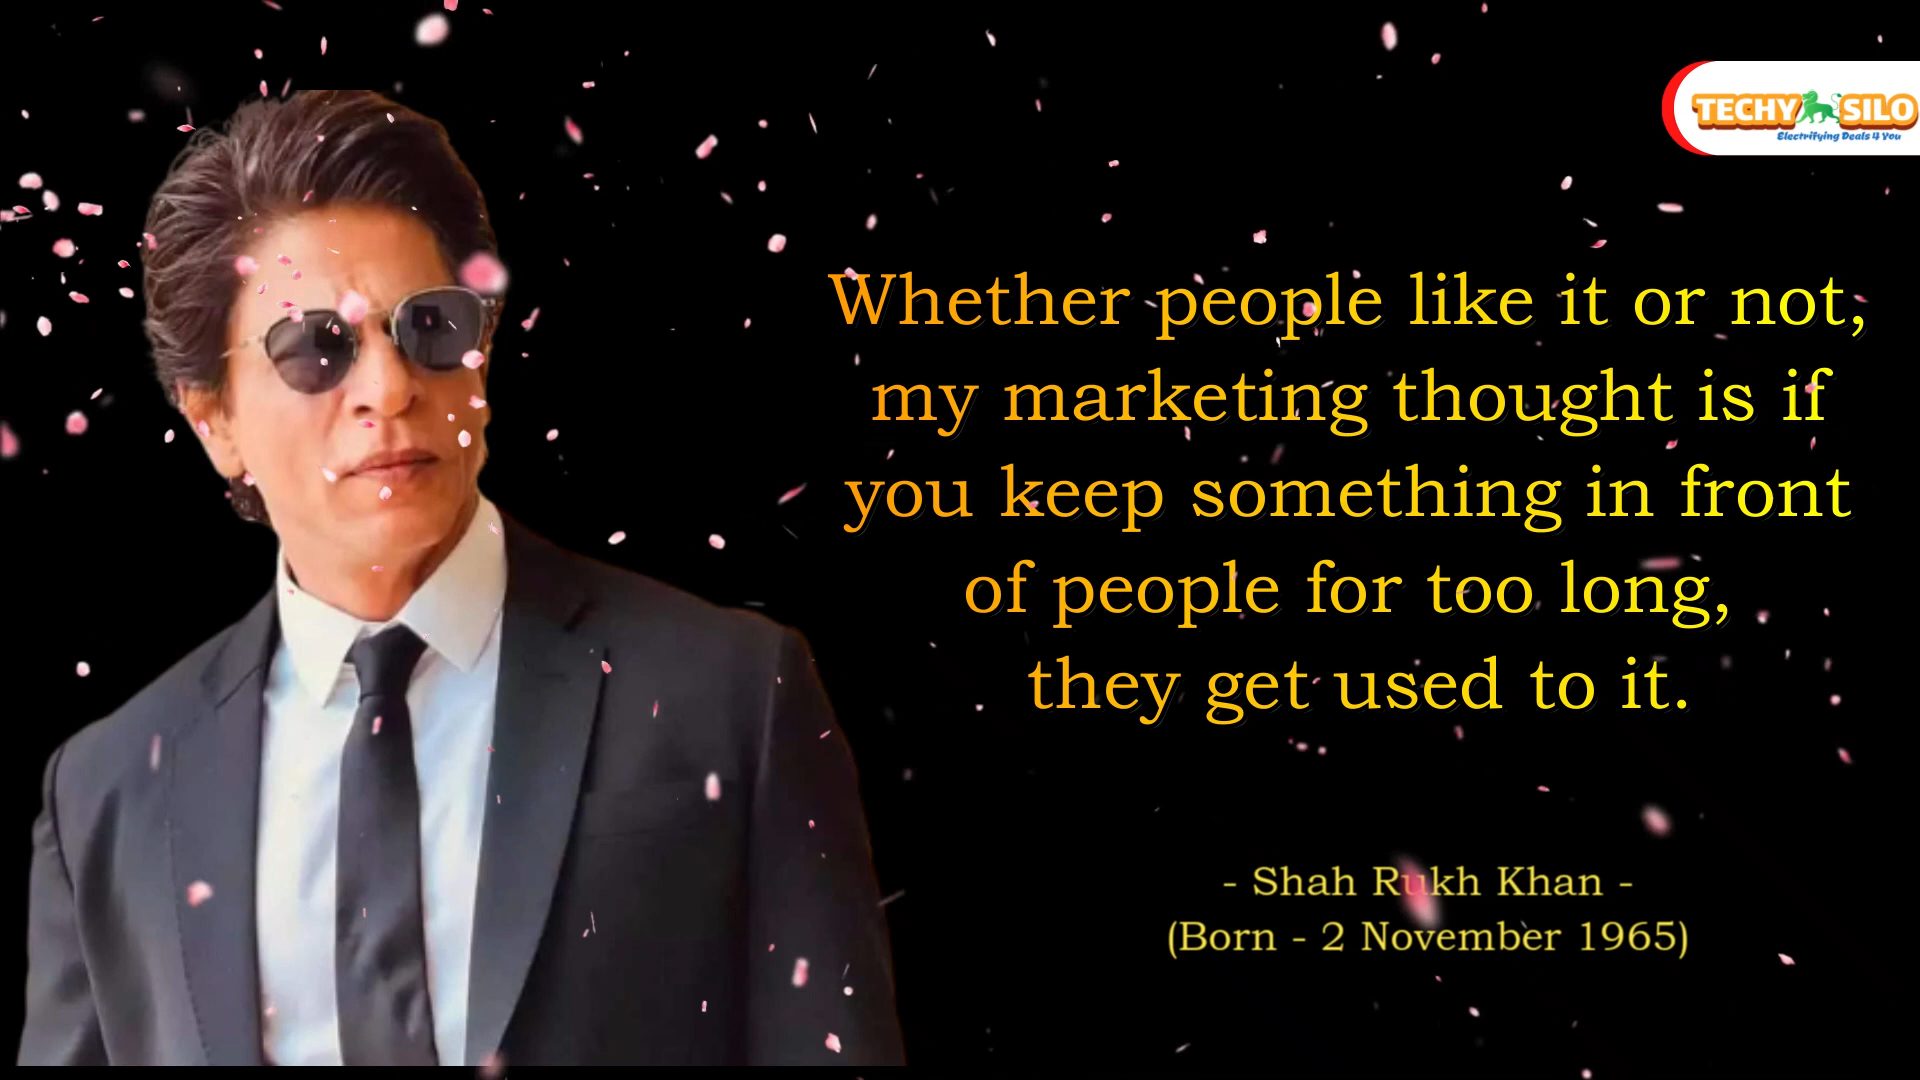 TECHY SILO
Electrifying Deals 4 You
Whether people like it or not,
my marketing thought is if
you keep something in front
of people for too long,
they get used to it.
- Shah Rukh Khan -
(Born - 2 November 1965)